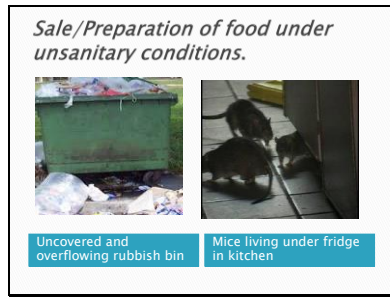 Sale/Preparation of food under
unsanitary conditions.
Uncovered and
overflowing rubbish bin
Mice living under fridge
in kitchen